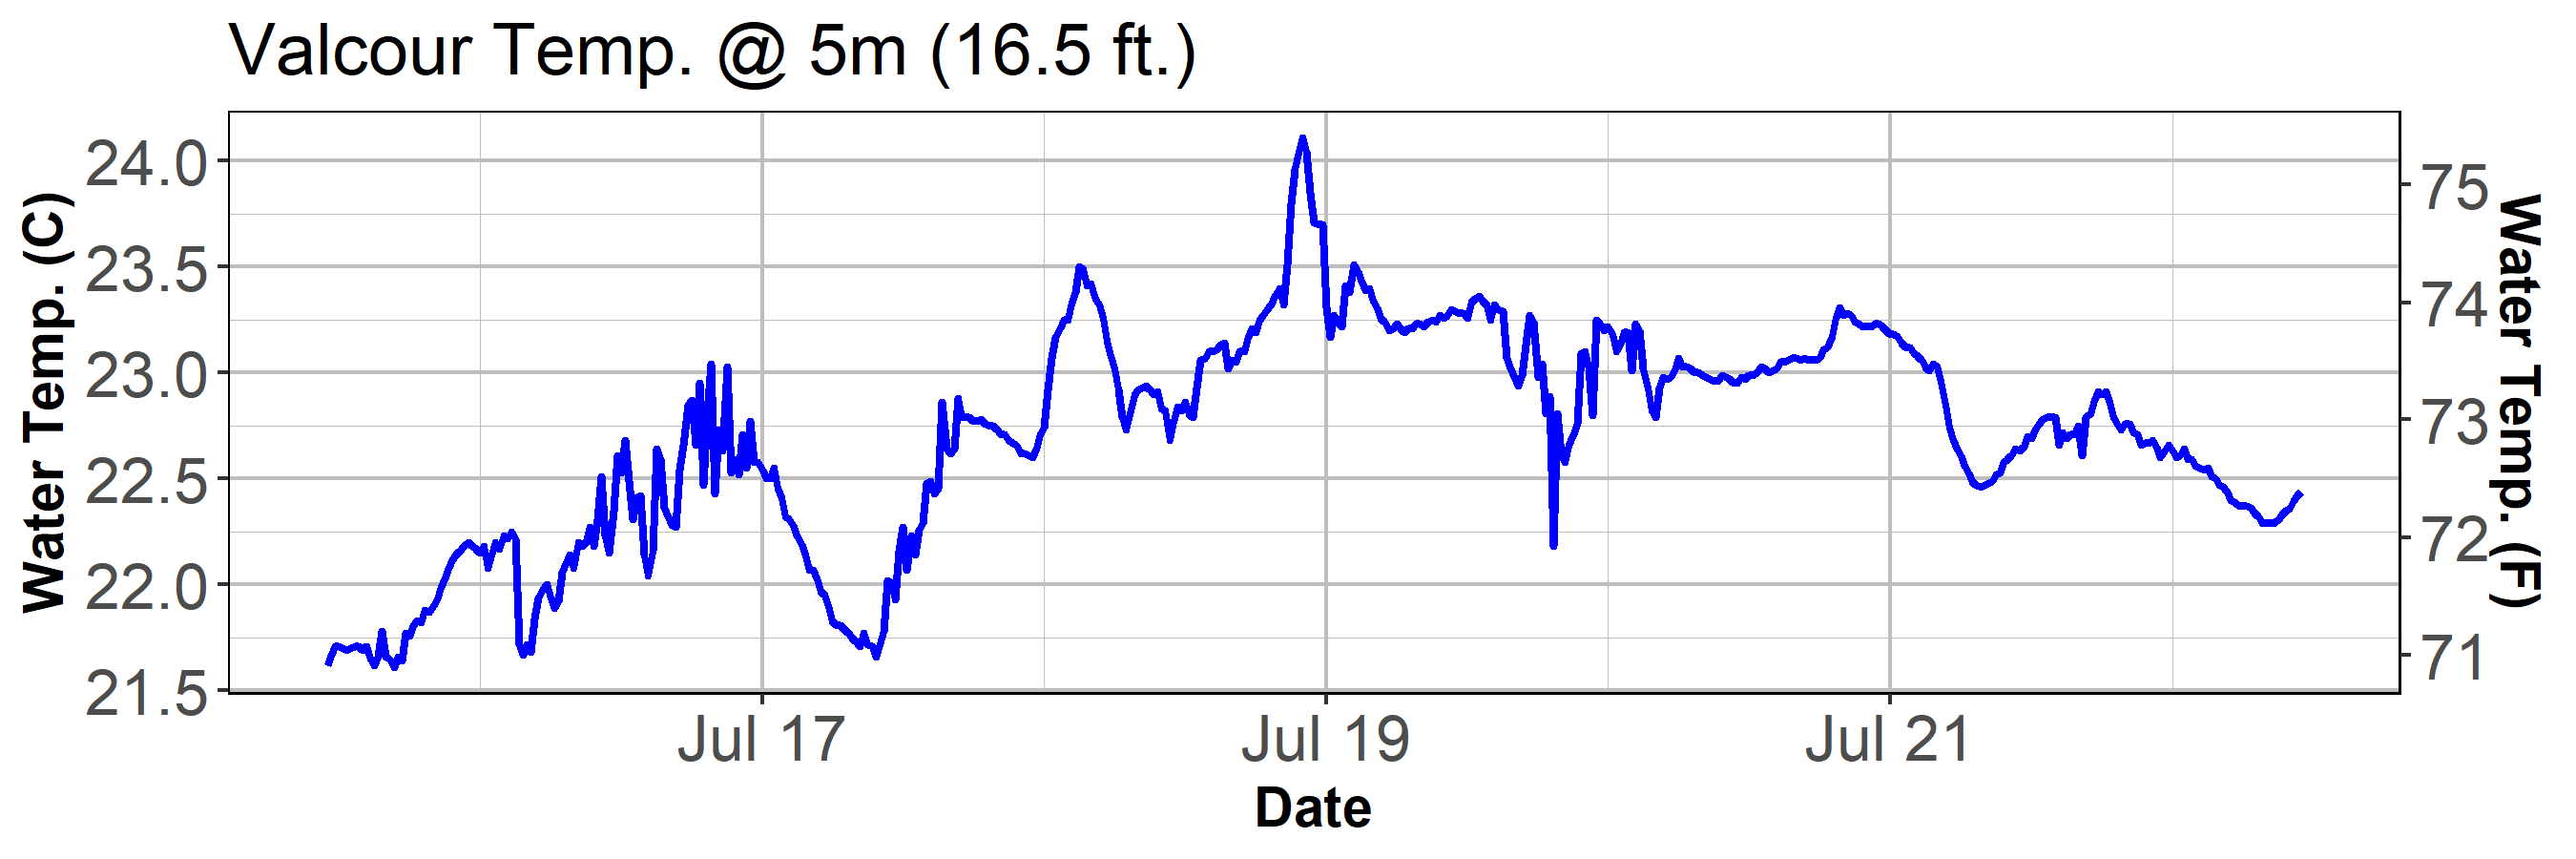 Valcour Temp. @ 5m (16.5 ft.)
Water Temp. (C)
24.0
23.5
23.0
22.5
22.0
21.5
75
74
73
72
71
Water Temp. (F)
Jul 17 Jul 19 Jul 21
Date